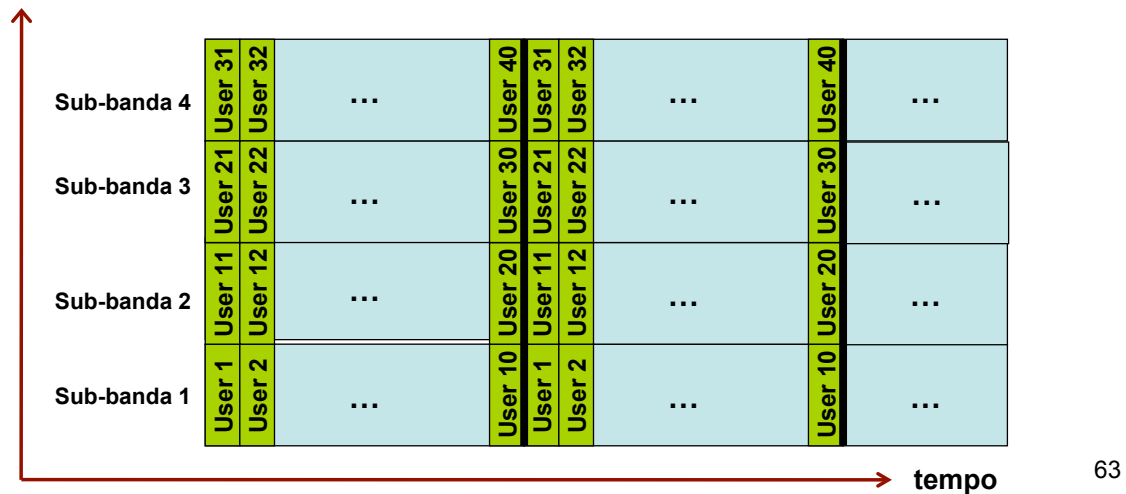 Sub-banda 4
User 31
User 32
...
User 40
User 31
User 32
...
User 40
...
Sub-banda 3
User 21
User 22
...
User 30
User 21
User 22
...
User 30
...
Sub-banda 2
User 11
User 12
...
User 20
User 11
User 12
...
User 20
...
Sub-banda 1
User 1
User 2
...
User 10
User 1
User 2
...
User 10
...
tempo
63